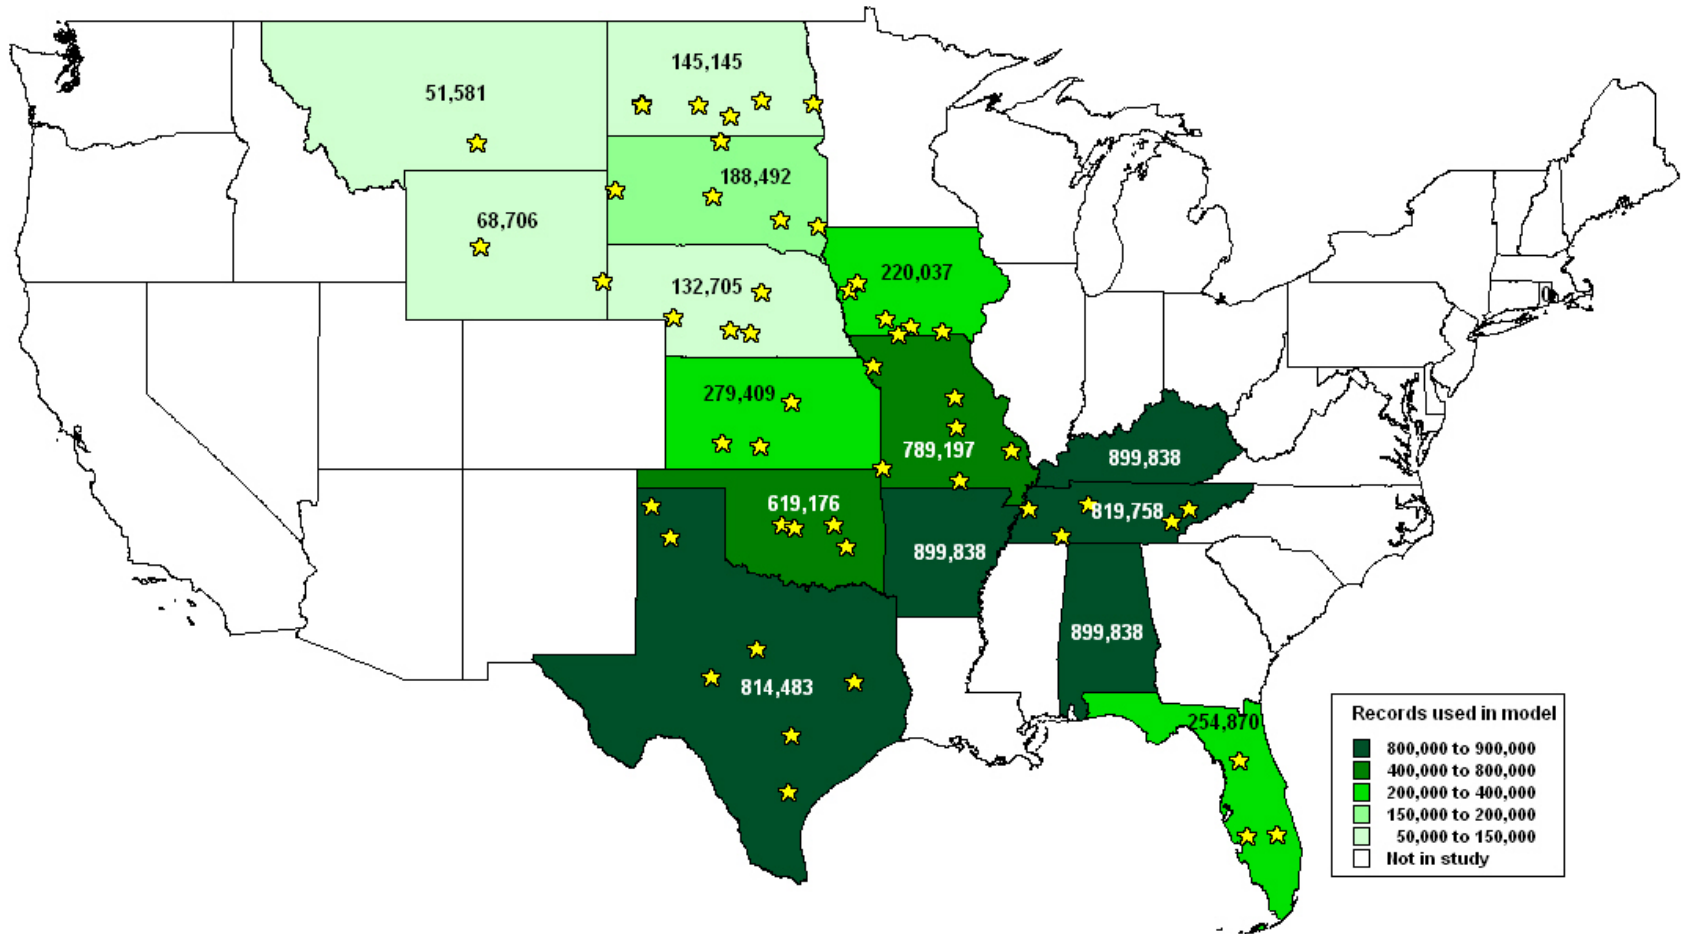 145,145
51,581
188,492
68,706
220,037
132,705
279,409
789,197
899,838
619,176
819,758
899,838
899,838
814,483
254,870
Records used in model
800,000 to 900,000
400,000 to 800,000
200,000 to 400,000
150,000 to 200,000
50,000 to 150,000
Not in study